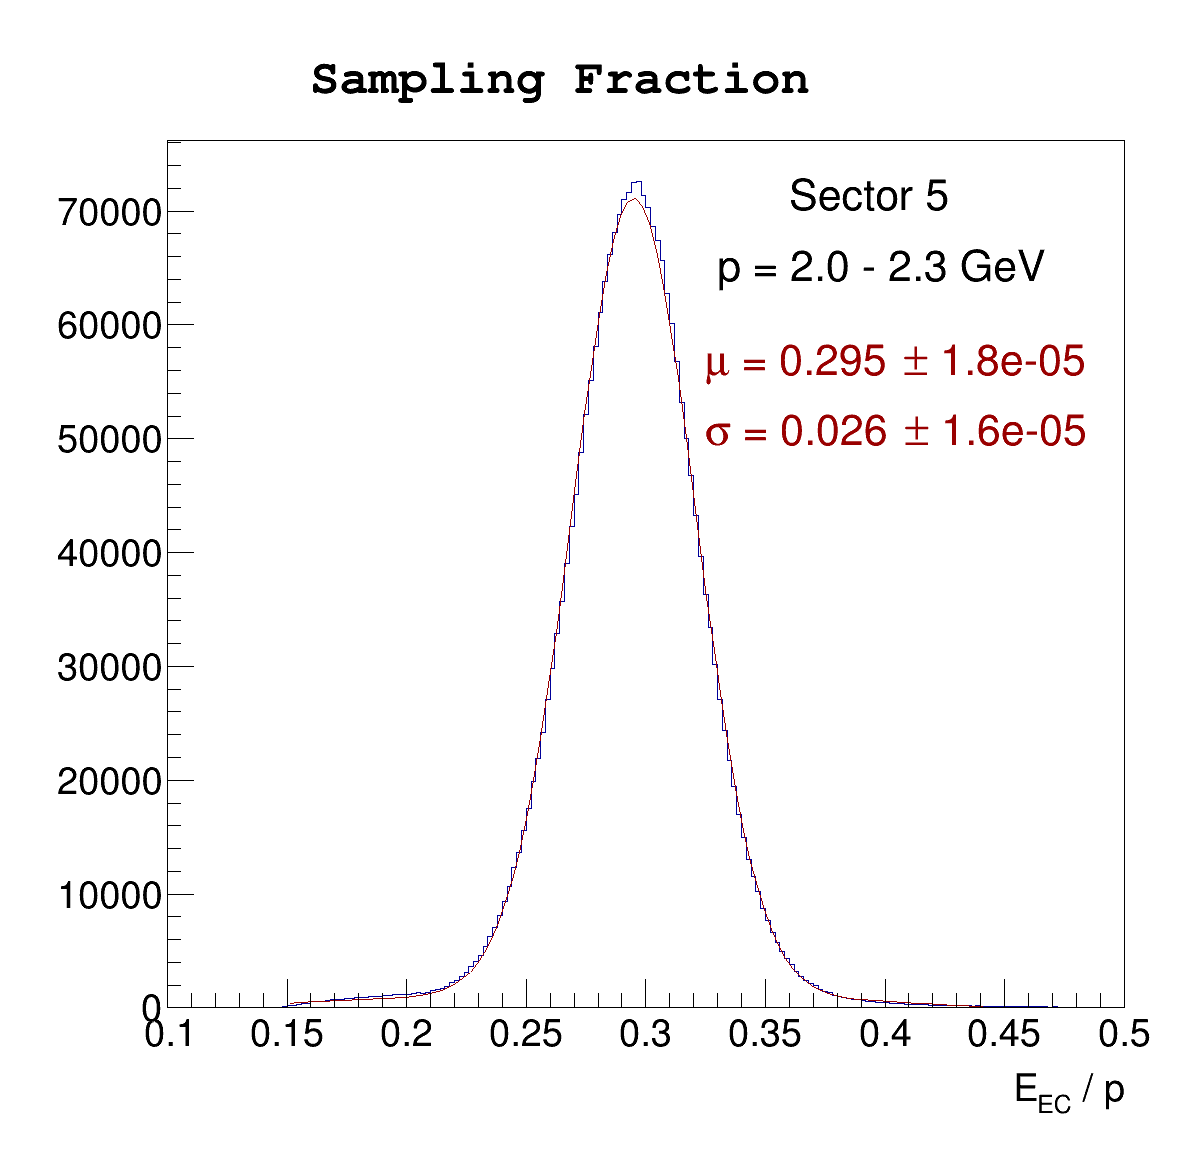 Sampling Fraction
Sector 5
p = 2.0 - 2.3 GeV
μ = 0.295 ± 1.8e-05
σ = 0.026 ± 1.6e-05
70000
60000
50000
40000
30000
20000
10000
0
0.1 0.15 0.2 0.25 0.3 0.35 0.4 0.45 0.5
E_EC / p